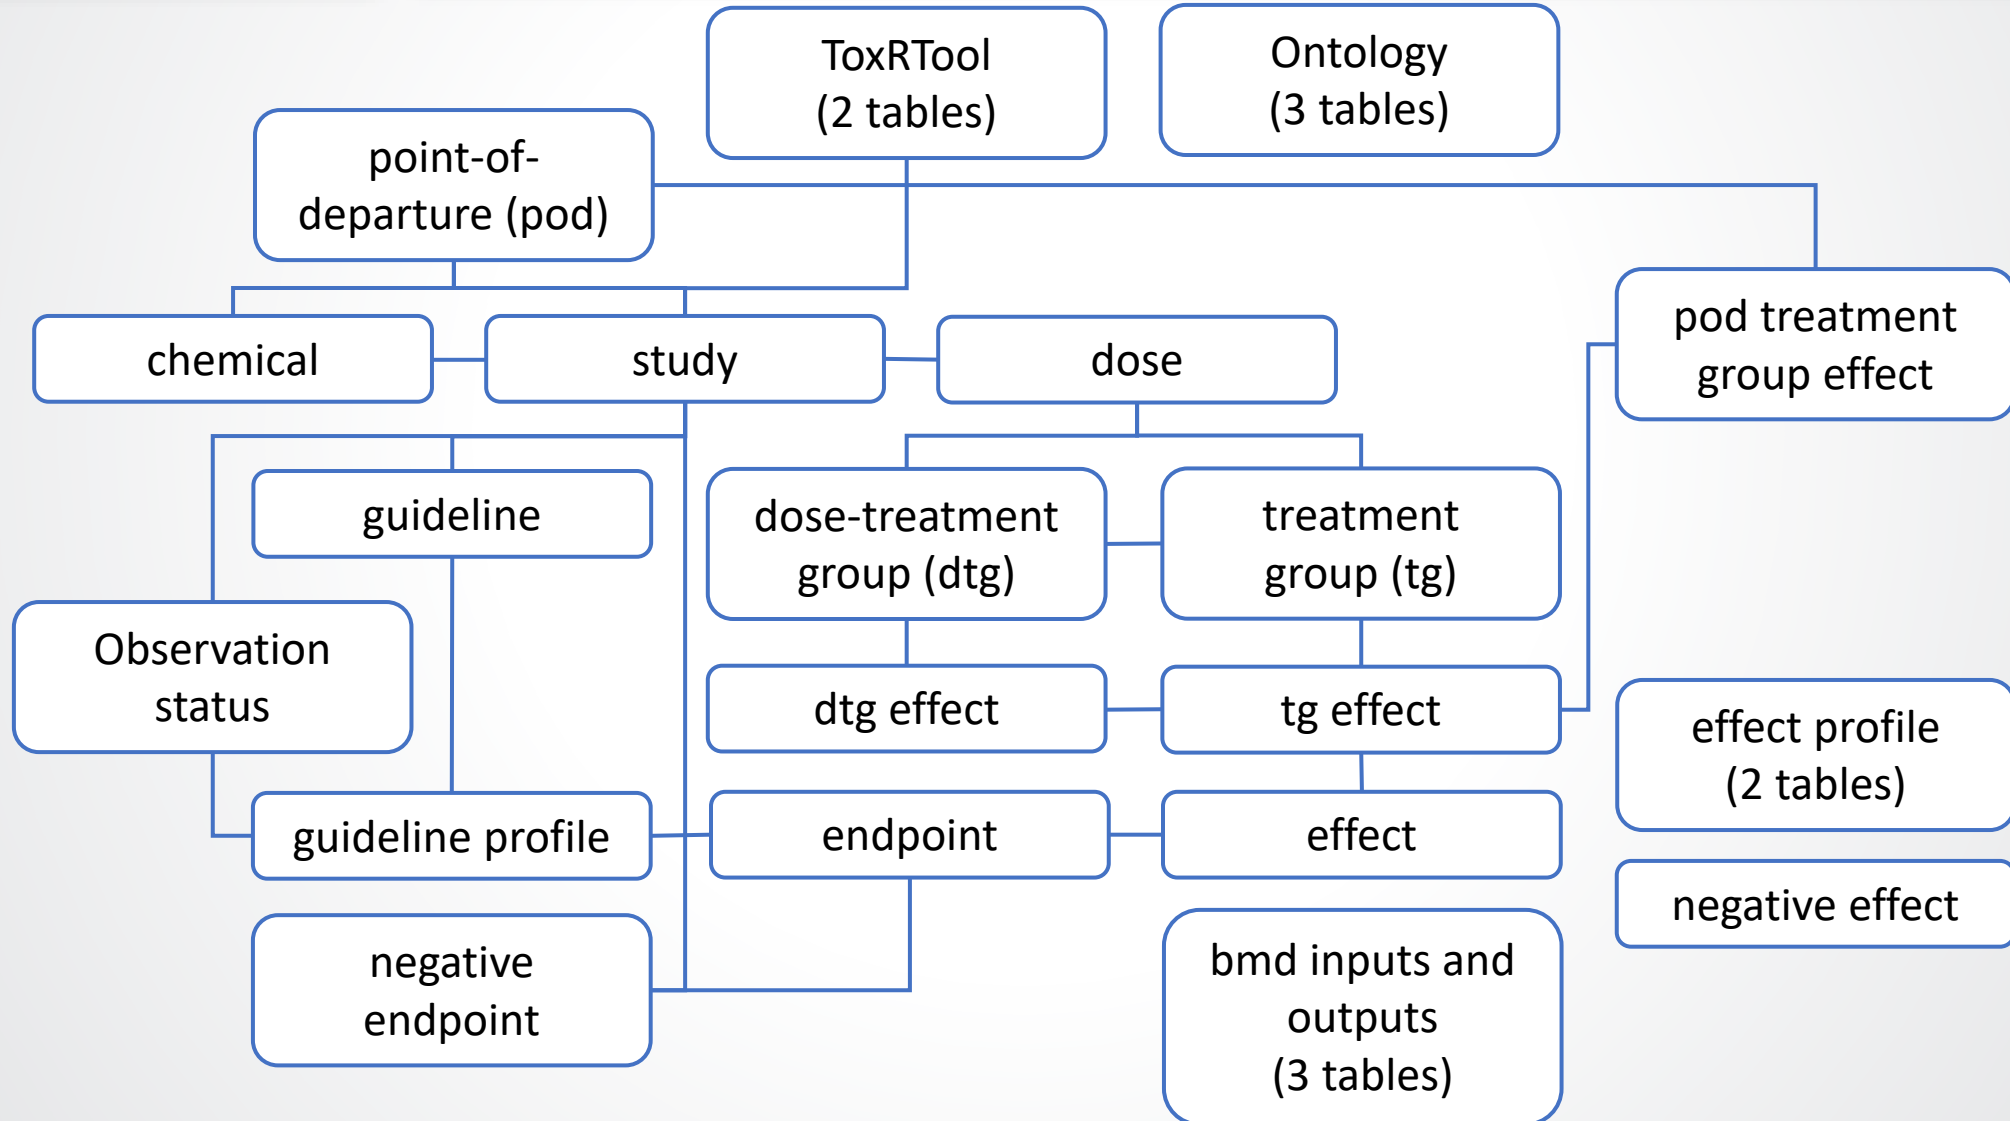 ToxRTool
(2 tables)
Ontology
(3 tables)
point-of-
departure (pod)
chemical
study
dose
pod treatment
group effect
guideline
dose-treatment
group (dtg)
treatment
group (tg)
Observation
status
dtg effect
tg effect
effect profile
(2 tables)
guideline profile
endpoint
effect
negative effect
negative
endpoint
bmd inputs and
outputs
(3 tables)